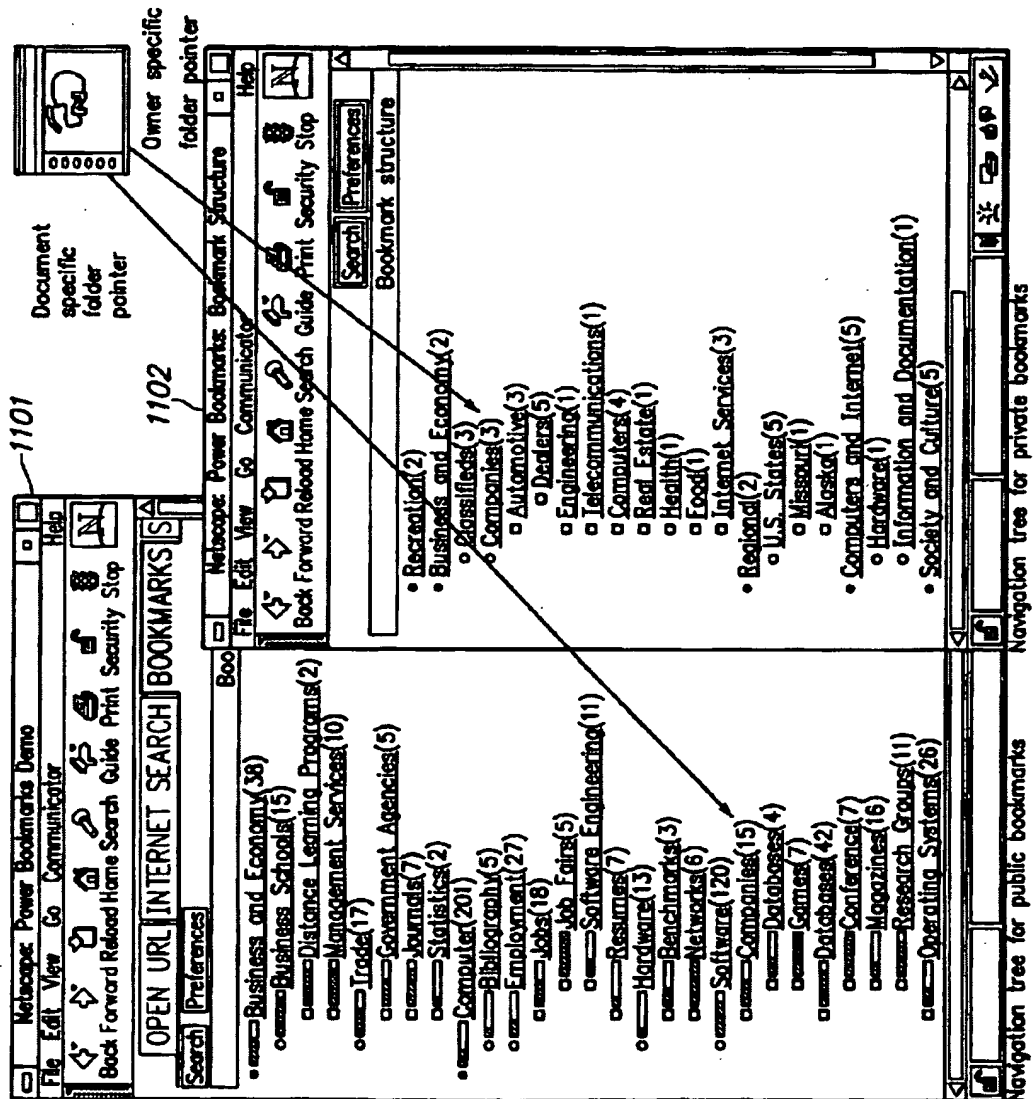 1101
Netscape: Power Bookmarks Demo
File Edit View Go Communicator Help
Back Forward Reload Home Search Guide Print Security Stop
N
OPEN URL INTERNET SEARCH BOOKMARKS S
Search Preferences
Boo
Business and Economy(38)
Business Schools(15)
Distance Learning Programs(2)
Management Services(10)
Trade(17)
Government Agencies(5)
Journals(7)
Statistics(2)
Computer(201)
Bibliography(5)
Employment(27)
Jobs(18)
Job Fairs(5)
Software Engineering(11)
Resumes(7)
Hardware(13)
Benchmarks(3)
Networks(6)
Software(120)
Companies(15)
Databases(4)
Games(7)
Databases(42)
Conference(7)
Magazines(16)
Research Groups(11)
Operating Systems(26)
Navigation tree for public bookmarks
Document
specific
folder
pointer
Owner specific
folder pointer
1102
Netscape: Power Bookmarks: Bookmark Structure
File Edit View Go Communicator Help
Back Forward Reload Home Search Guide Print Security Stop
N
Search Preferences
Bookmark structure
Recreation(2)
Business and Economy(2)
Classifieds(3)
Companies(3)
Automotive(3)
Dealers(5)
Engineering(1)
Telecommunications(1)
Computers(4)
Real Estate(1)
Health(1)
Food(1)
Internet Services(3)
Regional(2)
U.S. States(5)
Missouri(1)
Alaska(1)
Computers and Internet(5)
Hardware(1)
Information and Documentation(1)
Society and Culture(5)
Navigation tree for private bookmarks